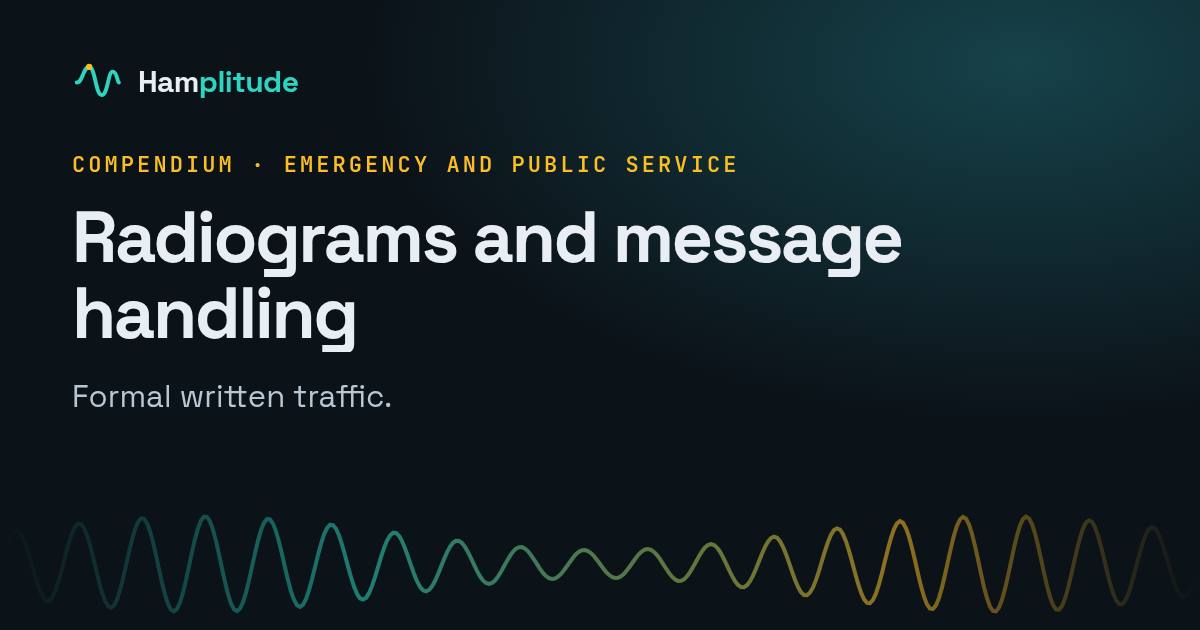 Hamplitude
COMPENDIUM · EMERGENCY AND PUBLIC SERVICE
Radiograms and message
handling
Formal written traffic.